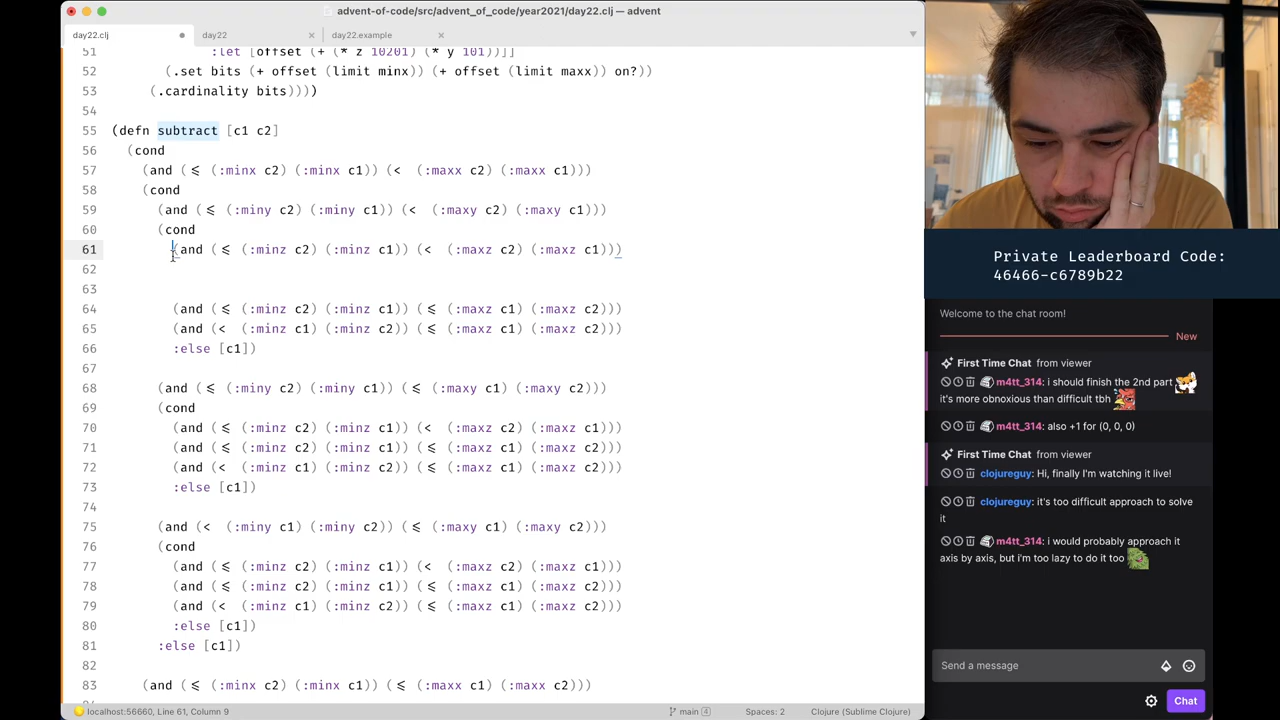 advent-of-code/src/advent_of_code/year2021/day22.clj — advent
day22.clj
day22
day22.example
51 :let [offset (+ (* z 10201) (* y 101))]]
52 (.set bits (+ offset (limit minx)) (+ offset (limit maxx)) on?))
53 (.cardinality bits))))
54
55 (defn subtract [c1 c2]
56 (cond
57 (and (≤ (:minx c2) (:minx c1)) (< (:maxx c2) (:maxx c1)))
58 (cond
59 (and (≤ (:miny c2) (:miny c1)) (< (:maxy c2) (:maxy c1)))
60 (cond
61 (and (≤ (:minz c2) (:minz c1)) (< (:maxz c2) (:maxz c1)))
62
63
64 (and (≤ (:minz c2) (:minz c1)) (≤ (:maxz c1) (:maxz c2)))
65 (and (< (:minz c1) (:minz c2)) (≤ (:maxz c1) (:maxz c2)))
66 :else [c1])
67
68 (and (≤ (:miny c2) (:miny c1)) (≤ (:maxy c1) (:maxy c2)))
69 (cond
70 (and (≤ (:minz c2) (:minz c1)) (< (:maxz c2) (:maxz c1)))
71 (and (≤ (:minz c2) (:minz c1)) (≤ (:maxz c1) (:maxz c2)))
72 (and (< (:minz c1) (:minz c2)) (≤ (:maxz c1) (:maxz c2)))
73 :else [c1])
74
75 (and (< (:miny c1) (:miny c2)) (≤ (:maxy c1) (:maxy c2)))
76 (cond
77 (and (≤ (:minz c2) (:minz c1)) (< (:maxz c2) (:maxz c1)))
78 (and (≤ (:minz c2) (:minz c1)) (≤ (:maxz c1) (:maxz c2)))
79 (and (< (:minz c1) (:minz c2)) (≤ (:maxz c1) (:maxz c2)))
80 :else [c1])
81 :else [c1])
82
83 (and (≤ (:minx c2) (:minx c1)) (≤ (:maxx c1) (:maxx c2)))
localhost:56660, Line 61, Column 9
main 4
Spaces: 2
Clojure (Sublime Clojure)
Private Leaderboard Code:
46466-c6789b22
Welcome to the chat room!
New
First Time Chat from viewer
m4tt_314: i should finish the 2nd part
it's more obnoxious than difficult tbh
m4tt_314: also +1 for (0, 0, 0)
First Time Chat from viewer
clojureguy: Hi, finally I'm watching it live!
clojureguy: it's too difficult approach to solve
it
m4tt_314: i would probably approach it
axis by axis, but i'm too lazy to do it too
Send a message
Chat